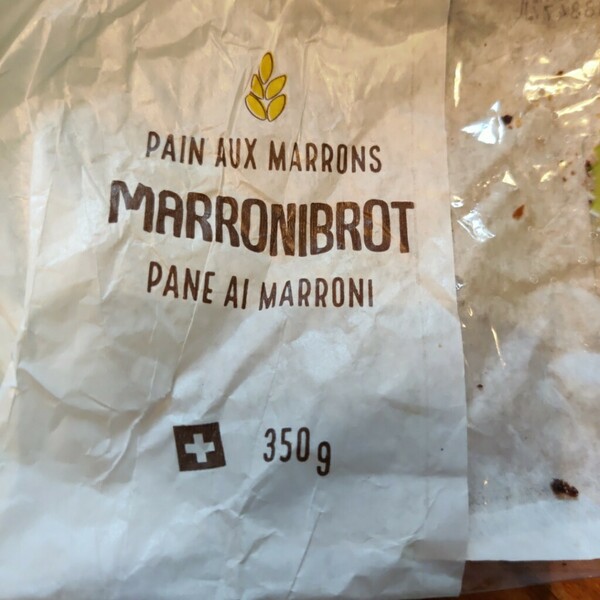 PAIN AUX MARRONS
MARRONIBROT
PANE AI MARRONI
350g